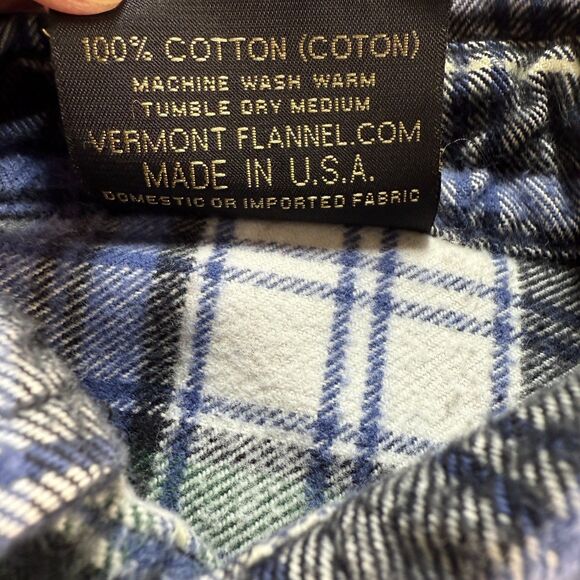 100% COTTON (COTON)
MACHINE WASH WARM
TUMBLE DRY MEDIUM
VERMONT FLANNEL.COM
MADE IN U.S.A.
DOMESTIC OR IMPORTED FABRIC